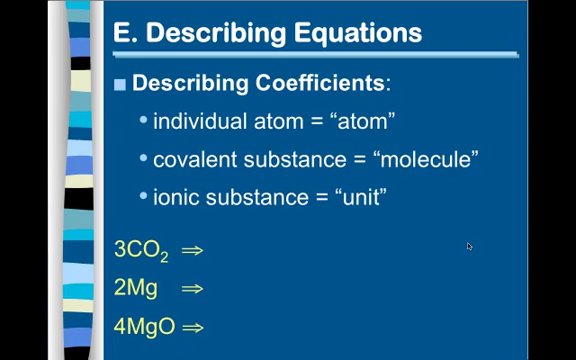 E. Describing Equations
Describing Coefficients:
• individual atom = “atom”
• covalent substance = “molecule”
• ionic substance = “unit”
3CO₂ ⇒
2Mg ⇒
4MgO ⇒